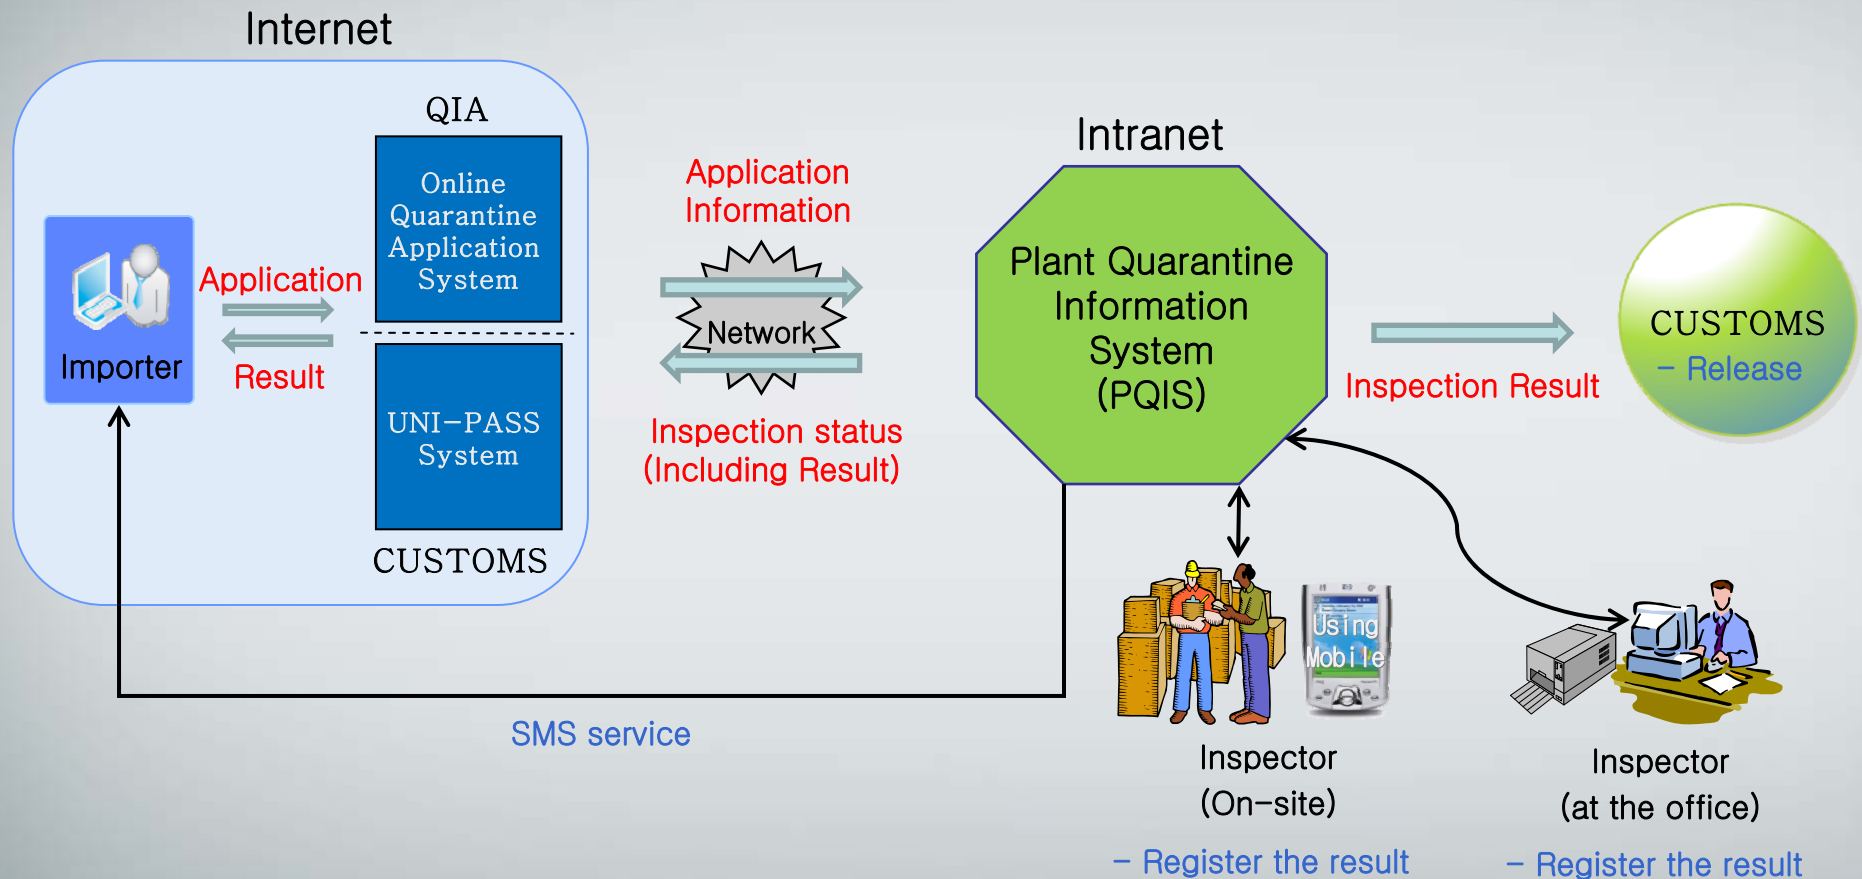 Internet
QIA
Online
Quarantine
Application
System
UNI-PASS
System
CUSTOMS
Importer
Application
Result
Application
Information
Network
Inspection status
(Including Result)
Intranet
Plant Quarantine
Information
System
(PQIS)
Inspection Result
CUSTOMS
- Release
SMS service
Using
Mobile
Inspector
(On-site)
- Register the result
Inspector
(at the office)
- Register the result